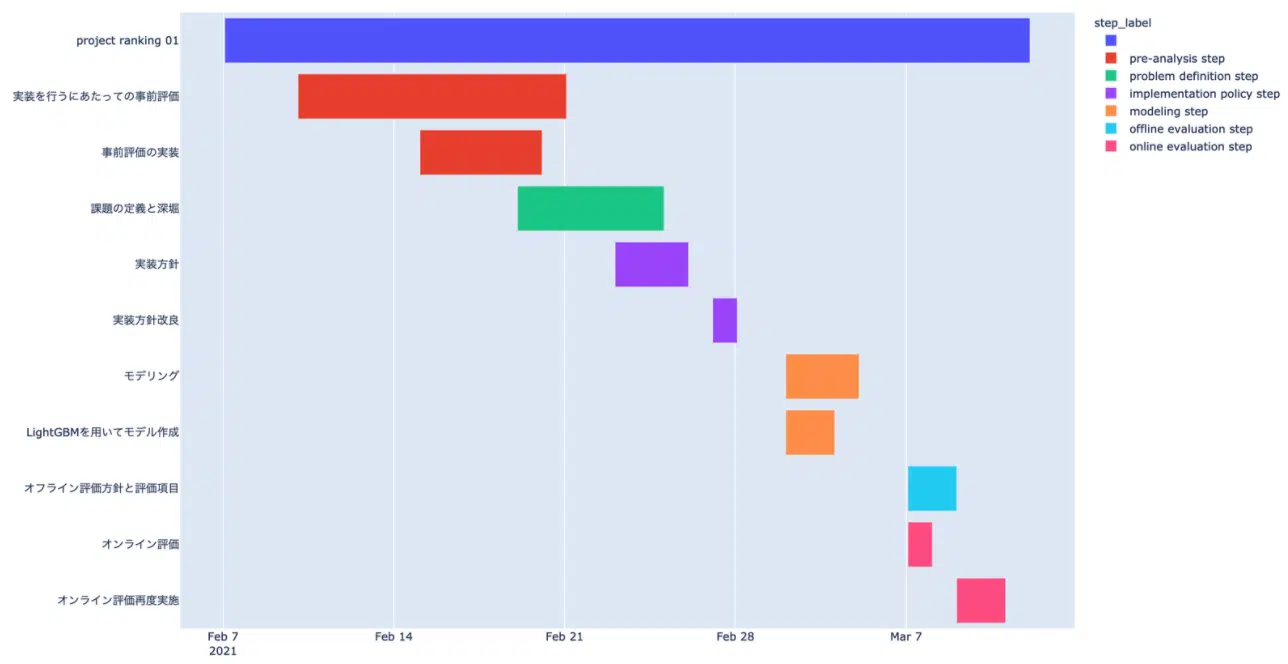 project ranking 01
実装を行うにあたっての事前評価
事前評価の実装
課題の定義と深堀
実装方針
実装方針改良
モデリング
LightGBMを用いてモデル作成
オフライン評価方針と評価項目
オンライン評価
オンライン評価再度実施
Feb 7
2021
Feb 14
Feb 21
Feb 28
Mar 7
step_label
pre-analysis step
problem definition step
implementation policy step
modeling step
offline evaluation step
online evaluation step